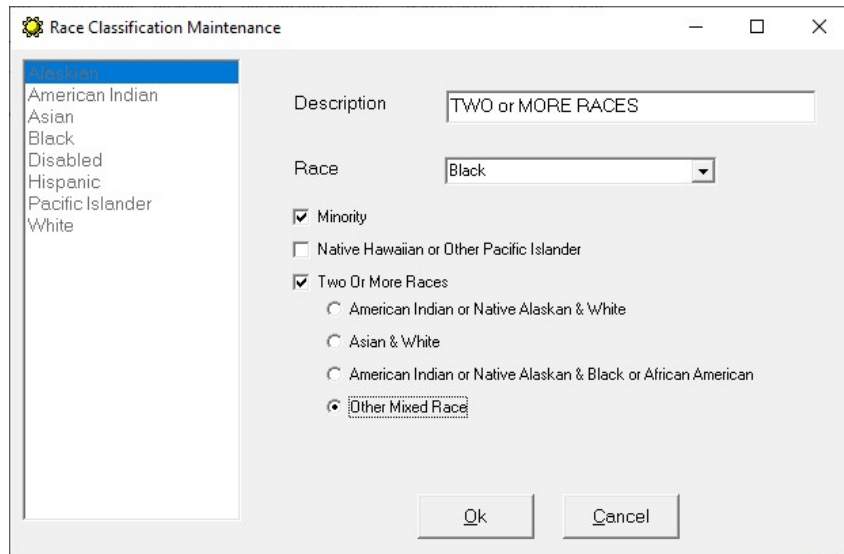 Race Classification Maintenance
Alaskian
American Indian
Asian
Black
Disabled
Hispanic
Pacific Islander
White
Description
TWO or MORE RACES
Race
Black
Minority
Native Hawaiian or Other Pacific Islander
Two Or More Races
American Indian or Native Alaskan & White
Asian & White
American Indian or Native Alaskan & Black or African American
Other Mixed Race
Ok
Cancel